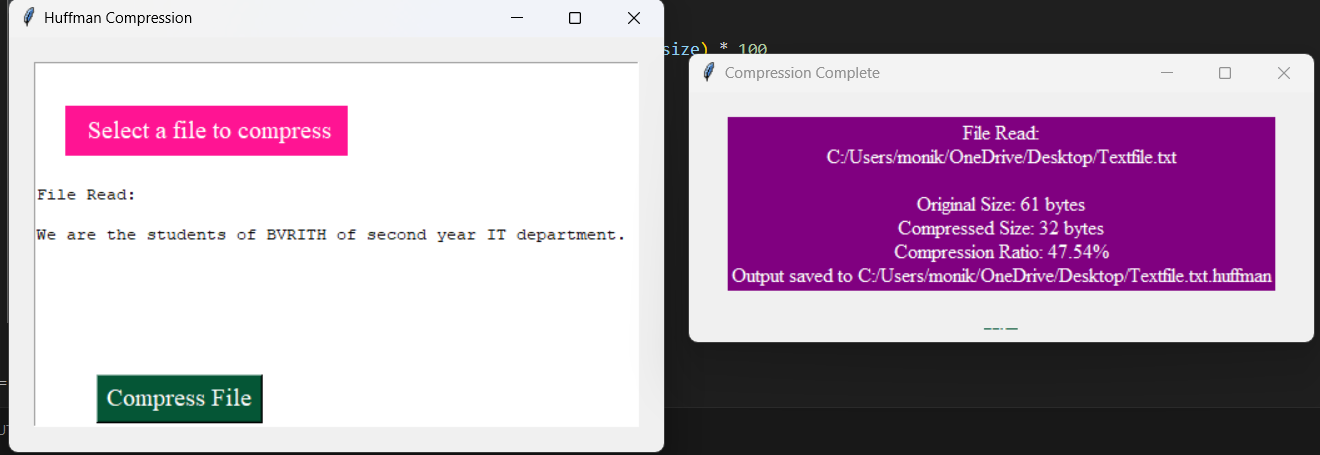 Huffman Compression
size) * 100
Compression Complete
Select a file to compress
File Read:
We are the students of BVRITH of second year IT department.
Compress File
File Read:
C:/Users/monik/OneDrive/Desktop/Textfile.txt
Original Size: 61 bytes
Compressed Size: 32 bytes
Compression Ratio: 47.54%
Output saved to C:/Users/monik/OneDrive/Desktop/Textfile.txt.huffman
=